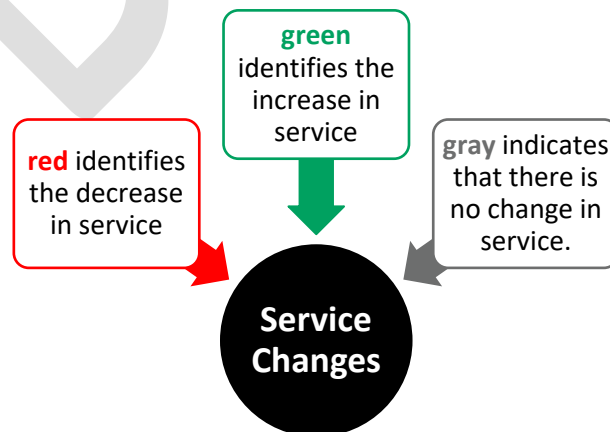 green
identifies the
increase in
service
red identifies
the decrease
in service
gray indicates
that there is
no change in
service.
Service
Changes